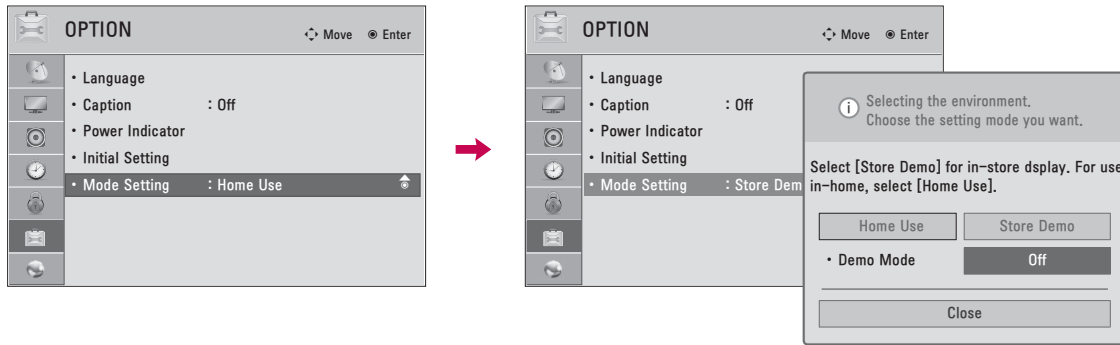 OPTION
Move Enter
• Language
• Caption : Off
• Power Indicator
• Initial Setting
• Mode Setting : Home Use
OPTION
Move Enter
• Language
• Caption : Off
• Power Indicator
• Initial Setting
• Mode Setting : Store Dem
i
Selecting the environment.
Choose the setting mode you want.
Select [Store Demo] for in-store dsplay. For use
in-home, select [Home Use].
Home Use Store Demo
• Demo Mode Off
Close